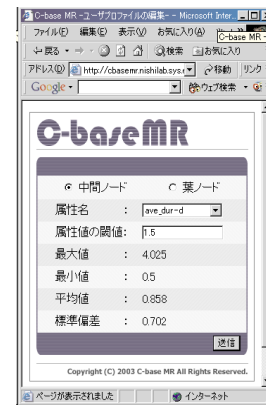 C-base MR -ユーザプロファイルの編集- - Microsoft Inter...
ファイル(F) 編集(E) 表示(V) お気に入り(A)
C-base MR -
戻る 検索 お気に入り
アドレス(D) http://cbasemr.nishilab.sys.r 移動 リンク
Google ウェブ検索
C-base MR
中間ノード 葉ノード
属性名 : ave_dur-d
属性値の閾値: 1.5
最大値 : 4.025
最小値 : 0.5
平均値 : 0.858
標準偏差 : 0.702
送信
Copyright (C) 2003 C-base MR All Rights Reserved.
ページが表示されました インターネット